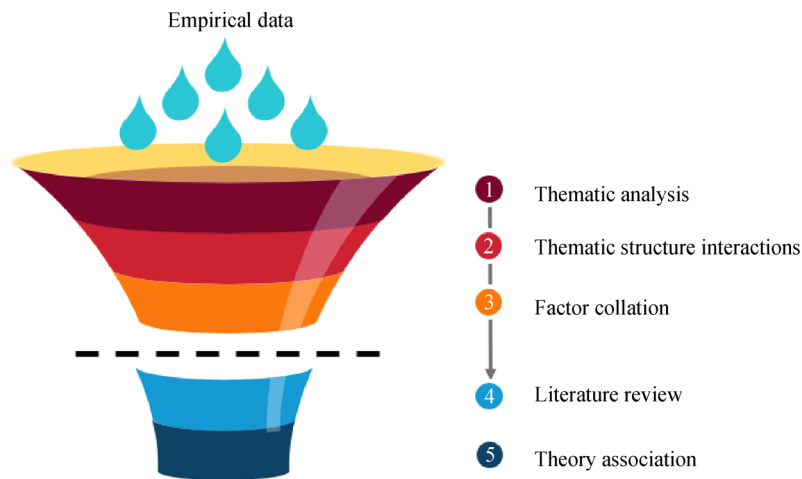 Empirical data
1 Thematic analysis
2 Thematic structure interactions
3 Factor collation
4 Literature review
5 Theory association